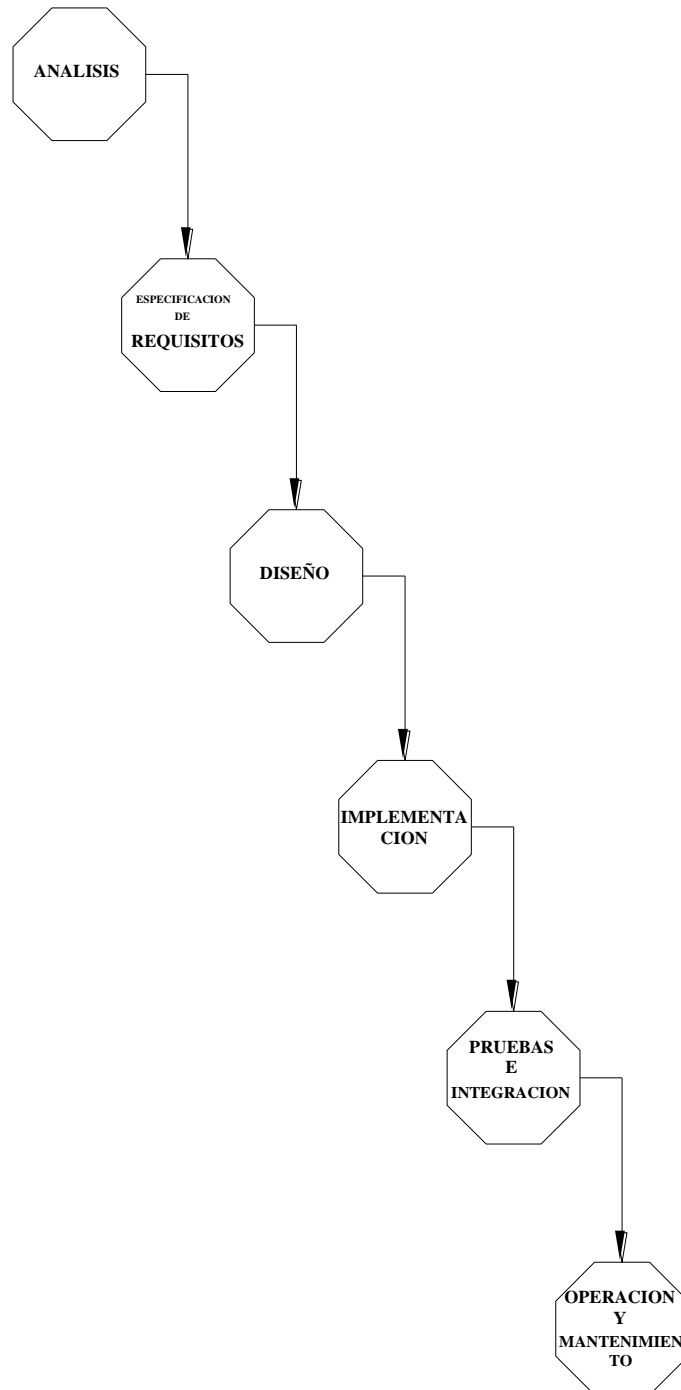 ANALISIS
ESPECIFICACION
DE
REQUISITOS
DISEÑO
IMPLEMENTA
CION
PRUEBAS
E
INTEGRACION
OPERACION
Y
MANTENIMIEN
TO